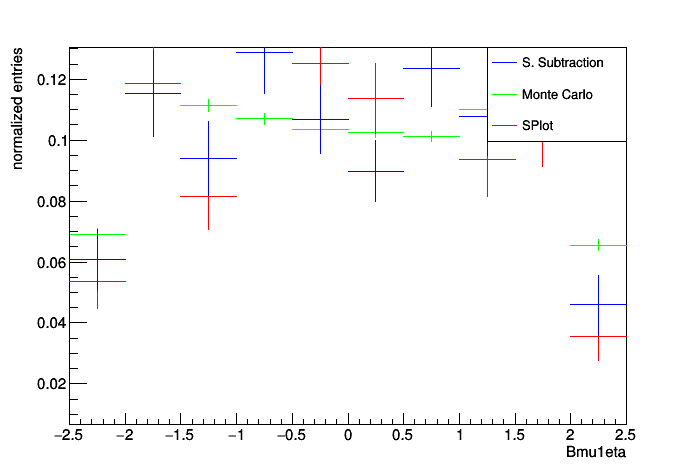 normalized entries
0.12
0.1
0.08
0.06
0.04
0.02
S. Subtraction
Monte Carlo
SPlot
−2.5 −2 −1.5 −1 −0.5 0 0.5 1 1.5 2 2.5
Bmu1eta